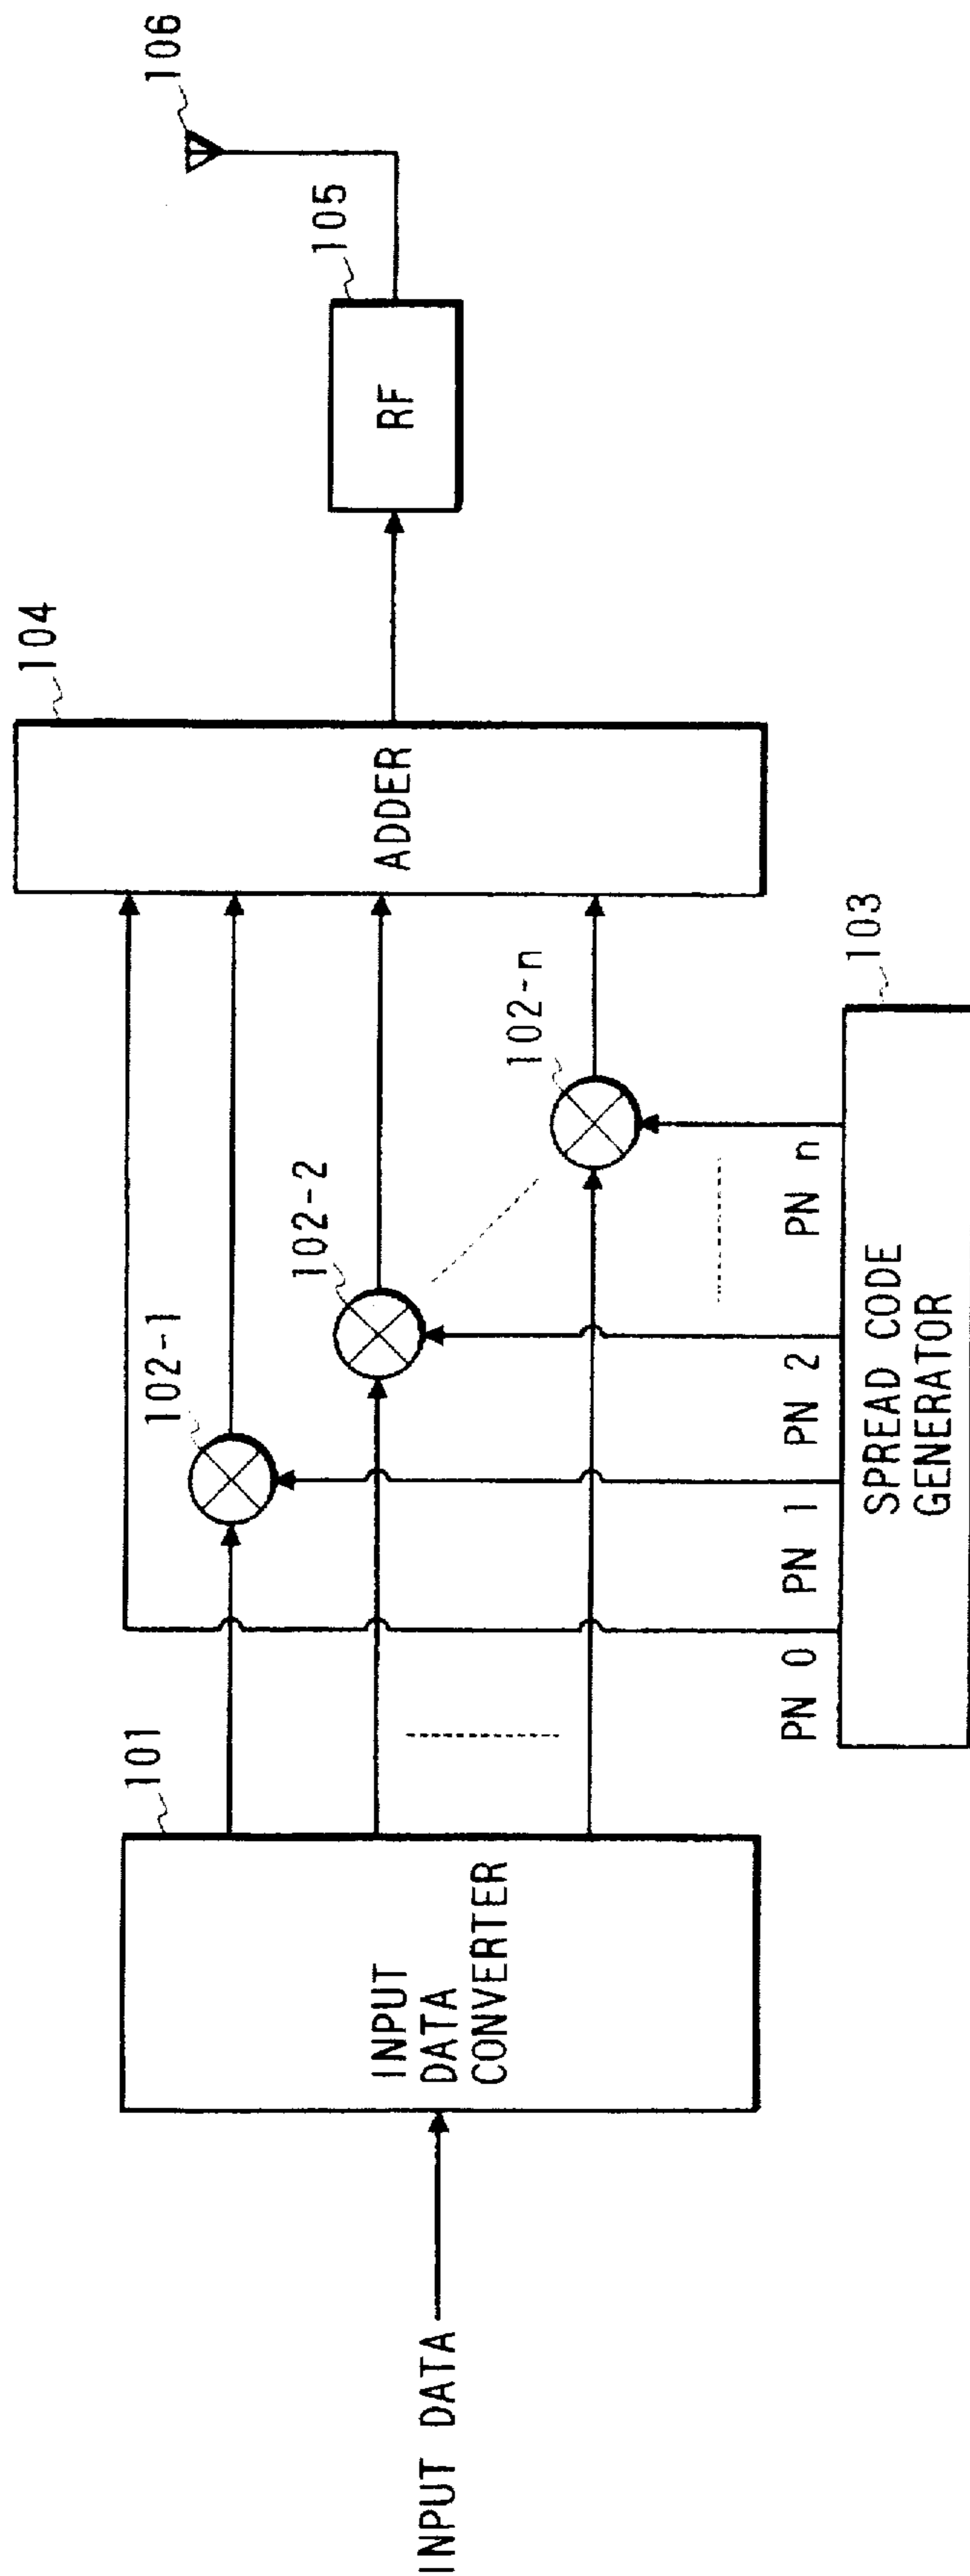 INPUT DATA
INPUT
DATA
CONVERTER
101
102-1
102-2
102-n
PN 0
PN 1
PN 2
PN n
SPREAD CODE
GENERATOR
103
ADDER
104
RF
105
106